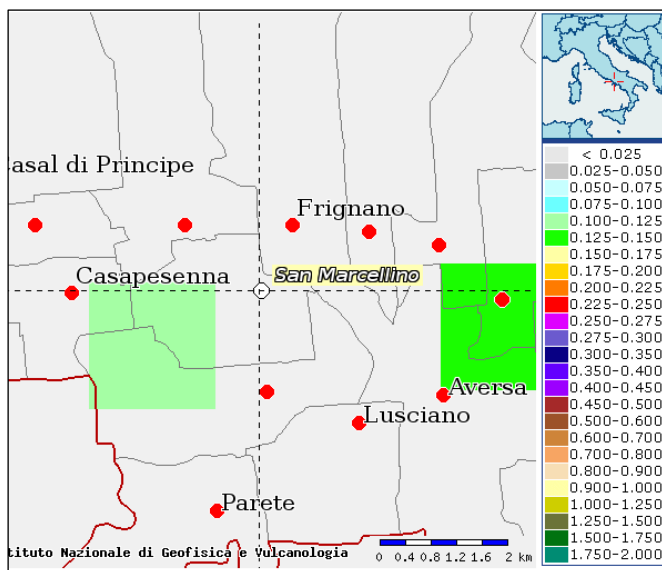 Casal di Principe
Frignano
Casapesenna
San Marcellino
Aversa
Lusciano
Parete
tituto Nazionale di Geofisica e Vulcanologia
0 0.4 0.8 1.2 1.6 2 km
< 0.025
0.025-0.050
0.050-0.075
0.075-0.100
0.100-0.125
0.125-0.150
0.150-0.175
0.175-0.200
0.200-0.225
0.225-0.250
0.250-0.275
0.275-0.300
0.300-0.350
0.350-0.400
0.400-0.450
0.450-0.500
0.500-0.600
0.600-0.700
0.700-0.800
0.800-0.900
0.900-1.000
1.000-1.250
1.250-1.500
1.500-1.750
1.750-2.000